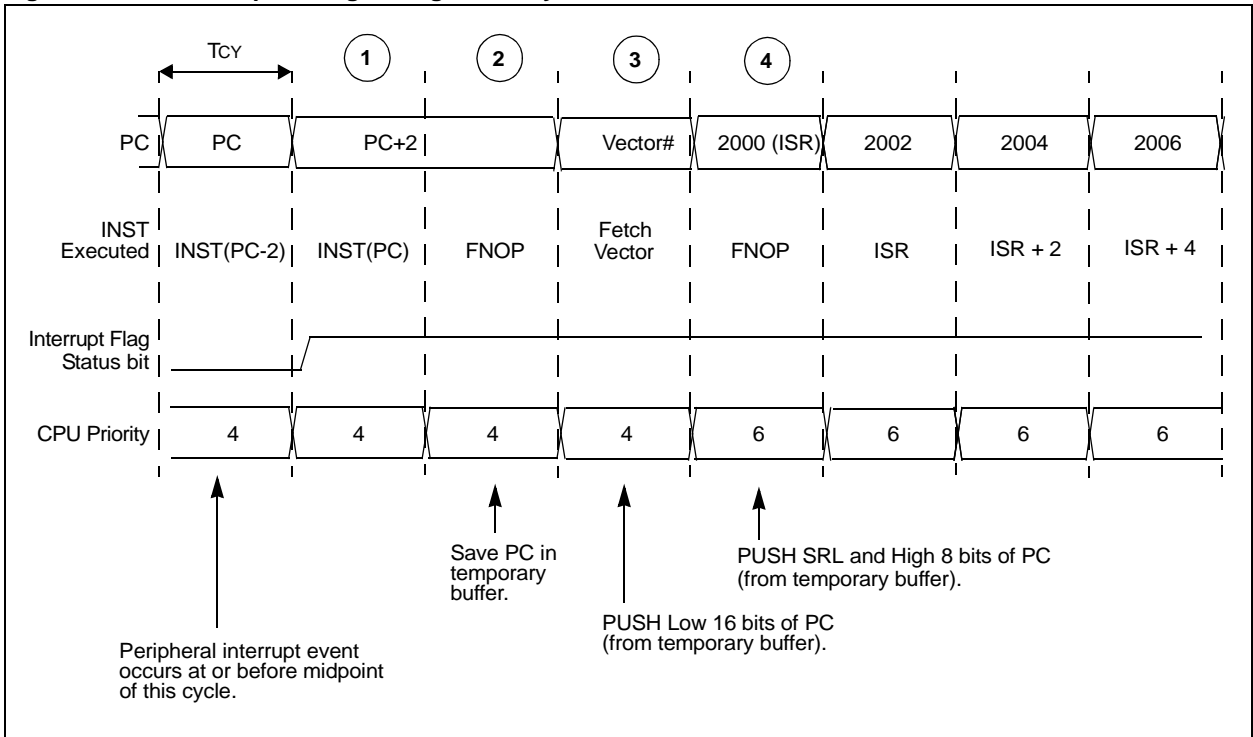 TCY
1 2 3 4
PC PC PC+2 Vector# 2000 (ISR) 2002 2004 2006
INST
Executed
INST(PC-2) INST(PC) FNOP Fetch
Vector FNOP ISR ISR + 2 ISR + 4
Interrupt Flag
Status bit
CPU Priority 4 4 4 4 6 6 6 6
Save PC in
temporary
buffer.
PUSH SRL and High 8 bits of PC
(from temporary buffer).
PUSH Low 16 bits of PC
(from temporary buffer).
Peripheral interrupt event
occurs at or before midpoint
of this cycle.